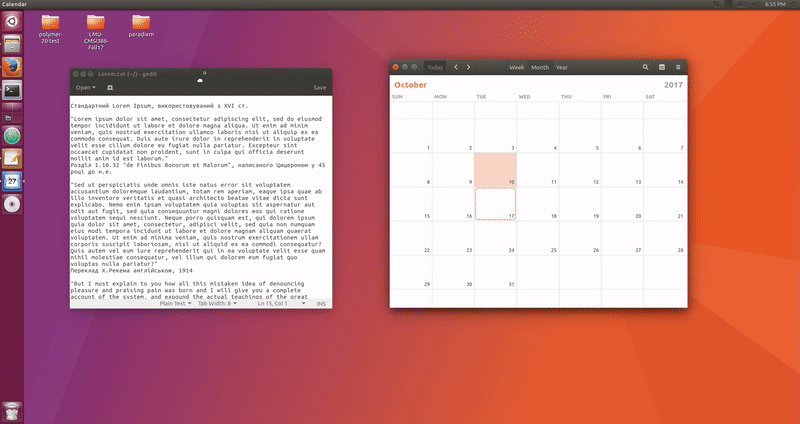 Calendar
6:55 PM
polymer-
20-test
LMU-
CMSI386-
Fall17
paradixm
Lorem.txt (~/) - gedit
Open
Save
Стандартний Lorem Ipsum, використовуваний з XVI ст.
"Lorem ipsum dolor sit amet, consectetur adipiscing elit, sed do eiusmod
tempor incididunt ut labore et dolore magna aliqua. Ut enim ad minim
veniam, quis nostrud exercitation ullamco laboris nisi ut aliquip ex ea
commodo consequat. Duis aute irure dolor in reprehenderit in voluptate
velit esse cillum dolore eu fugiat nulla pariatur. Excepteur sint
occaecat cupidatat non proident, sunt in culpa qui officia deserunt
mollit anim id est laborum."
Розділ 1.10.32 "de Finibus Bonorum et Malorum", написаного Цицероном у 45
році до н.е.
"Sed ut perspiciatis unde omnis iste natus error sit voluptatem
accusantium doloremque laudantium, totam rem aperiam, eaque ipsa quae ab
illo inventore veritatis et quasi architecto beatae vitae dicta sunt
explicabo. Nemo enim ipsam voluptatem quia voluptas sit aspernatur aut
odit aut fugit, sed quia consequuntur magni dolores eos qui ratione
voluptatem sequi nesciunt. Neque porro quisquam est, qui dolorem ipsum
quia dolor sit amet, consectetur, adipisci velit, sed quia non numquam
eius modi tempora incidunt ut labore et dolore magnam aliquam quaerat
voluptatem. Ut enim ad minima veniam, quis nostrum exercitationem ullam
corporis suscipit laboriosam, nisi ut aliquid ex ea commodi consequatur?
Quis autem vel eum iure reprehenderit qui in ea voluptate velit esse quam
nihil molestiae consequatur, vel illum qui dolorem eum fugiat quo
voluptas nulla pariatur?"
Переклад Х.Рекема англійською, 1914
"But I must explain to you how all this mistaken idea of denouncing
pleasure and praising pain was born and I will give you a complete
account of the system, and expound the actual teachings of the great
Plain Text Tab Width: 8 Ln 15, Col 1 INS
Today Week Month Year
October 2017
SUN MON TUE WED THU FRI SAT
1 2 3 4 5 6 7
8 9 10 11 12 13 14
15 16 17 18 19 20 21
22 23 24 25 26 27 28
29 30 31
27